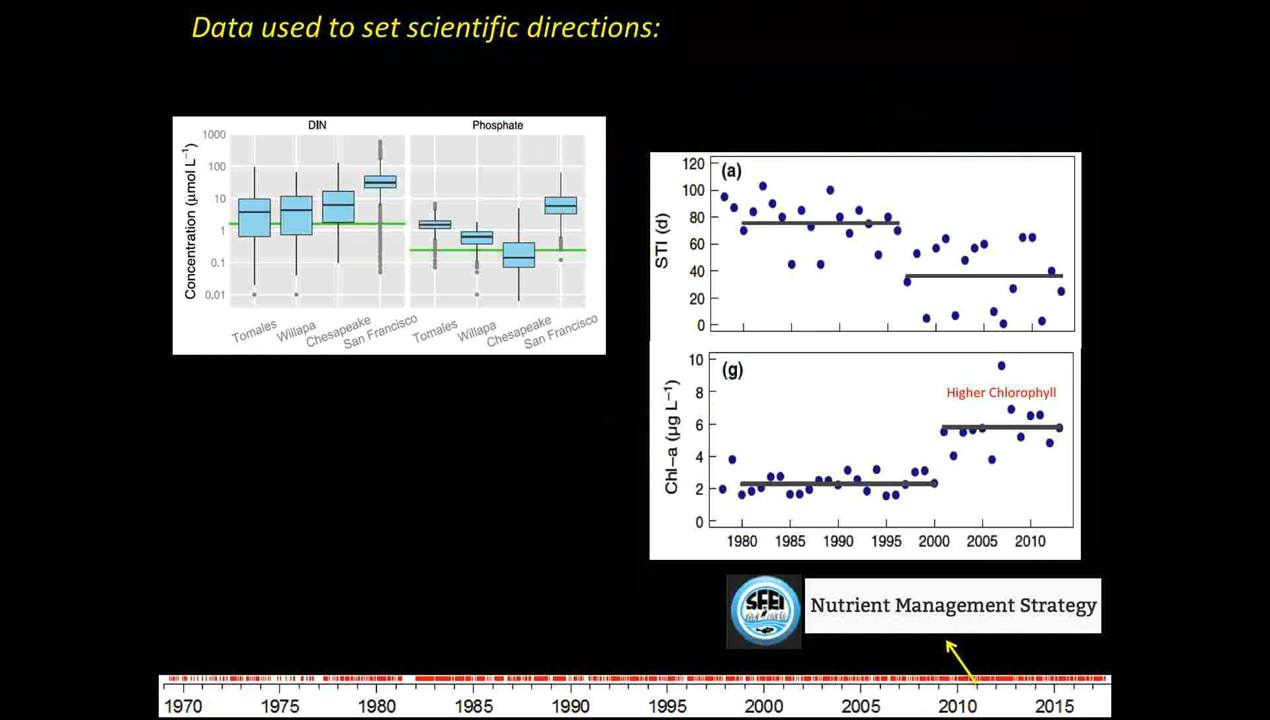 Data used to set scientific directions:
DIN
Phosphate
Concentration (µmol L⁻¹)
1000
100
10
1
0.1
0.01
Tomales
Willapa
Chesapeake
San Francisco
Tomales
Willapa
Chesapeake
San Francisco
(a)
STI (d)
120
100
80
60
40
20
0
(g)
Higher Chlorophyll
Chl–a (µg L⁻¹)
10
8
6
4
2
0
1980 1985 1990 1995 2000 2005 2010
SFEI
Nutrient Management Strategy
1970 1975 1980 1985 1990 1995 2000 2005 2010 2015